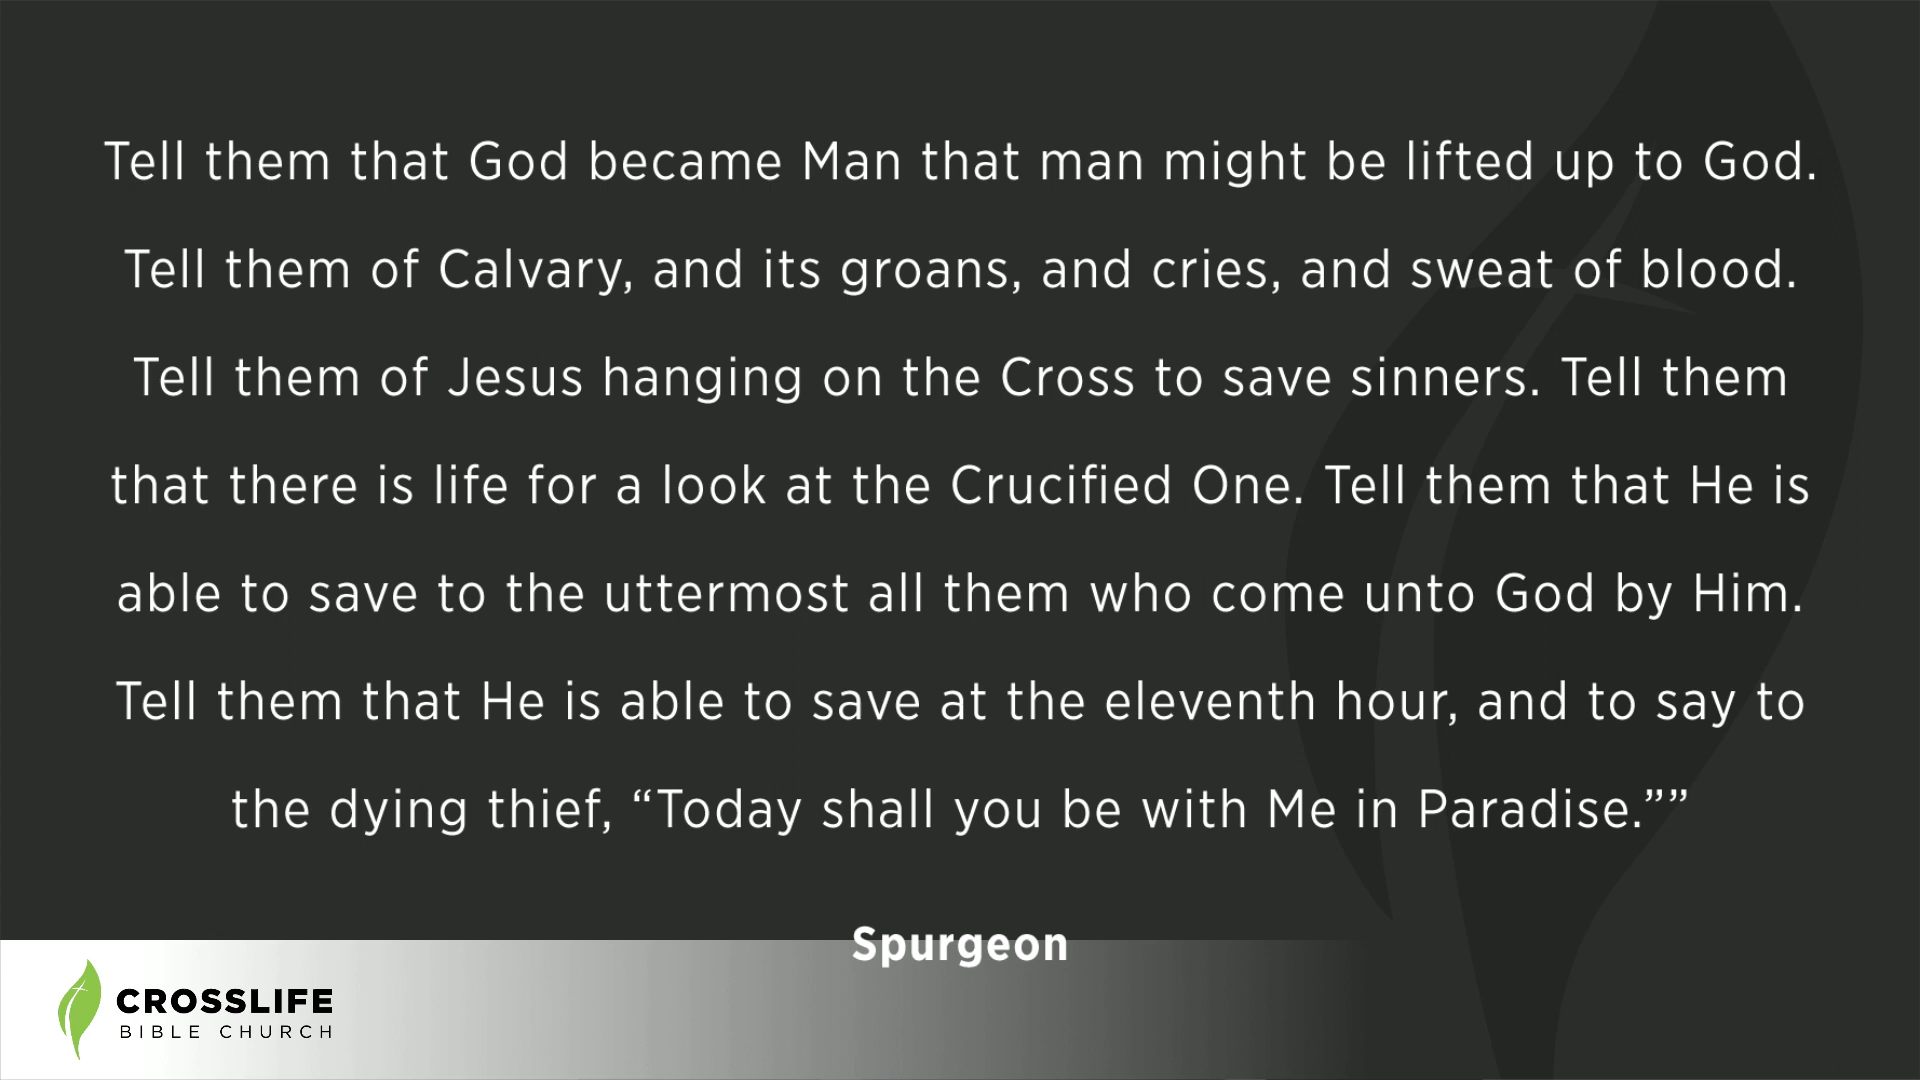 Tell them that God became Man that man might be lifted up to God.
Tell them of Calvary, and its groans, and cries, and sweat of blood.
Tell them of Jesus hanging on the Cross to save sinners. Tell them
that there is life for a look at the Crucified One. Tell them that He is
able to save to the uttermost all them who come unto God by Him.
Tell them that He is able to save at the eleventh hour, and to say to
the dying thief, “Today shall you be with Me in Paradise.””
Spurgeon
CROSSLIFE
BIBLE CHURCH